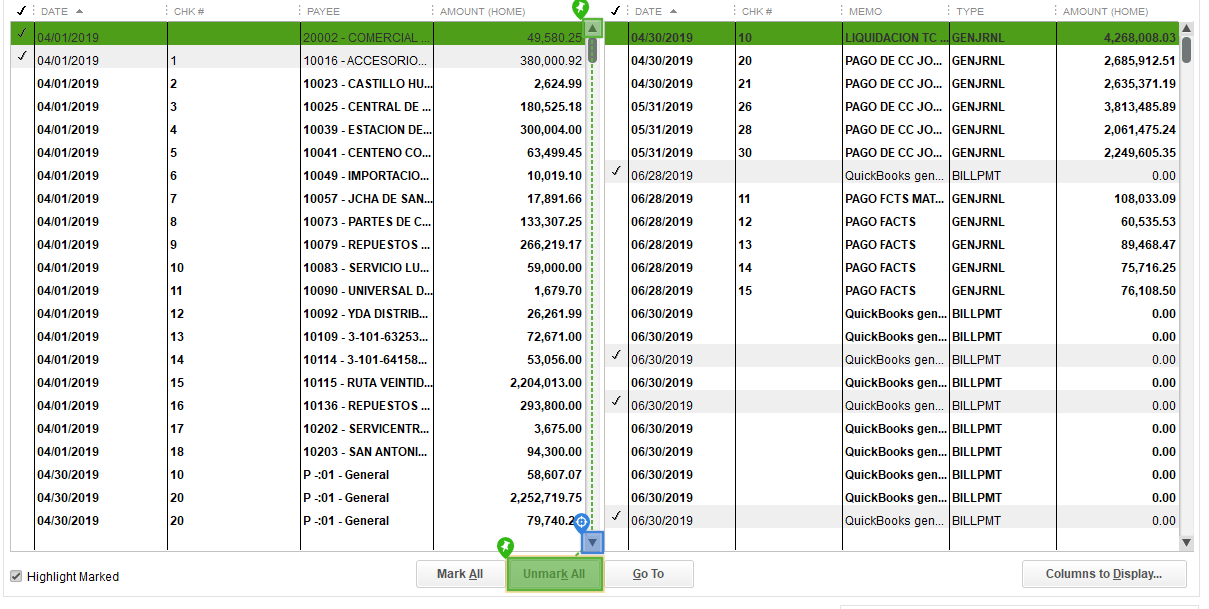 ✓ DATE CHK # PAYEE AMOUNT (HOME)
✓ 04/01/2019 20002 - COMERCIAL ... 49,580.25
✓ 04/01/2019 1 10016 - ACCESORIO... 380,000.92
04/01/2019 2 10023 - CASTILLO HU... 2,624.99
04/01/2019 3 10025 - CENTRAL DE ... 180,525.18
04/01/2019 4 10039 - ESTACION DE... 300,004.00
04/01/2019 5 10041 - CENTENO CO... 63,499.45
04/01/2019 6 10049 - IMPORTACIO... 10,019.10
04/01/2019 7 10057 - JCHA DE SAN... 17,891.66
04/01/2019 8 10073 - PARTES DE C... 133,307.25
04/01/2019 9 10079 - REPUESTOS ... 266,219.17
04/01/2019 10 10083 - SERVICIO LU... 59,000.00
04/01/2019 11 10090 - UNIVERSAL D... 1,679.70
04/01/2019 12 10092 - YDA DISTRIB... 26,261.99
04/01/2019 13 10109 - 3-101-63253... 72,671.00
04/01/2019 14 10114 - 3-101-64158... 53,056.00
04/01/2019 15 10115 - RUTA VEINTID... 2,204,013.00
04/01/2019 16 10136 - REPUESTOS ... 293,800.00
04/01/2019 17 10202 - SERVICENTR... 3,675.00
04/01/2019 18 10203 - SAN ANTONI... 94,300.00
04/30/2019 10 P -:01 - General 58,607.07
04/30/2019 20 P -:01 - General 2,252,719.75
04/30/2019 20 P -:01 - General
✓ DATE CHK # MEMO TYPE AMOUNT (HOME)
04/30/2019 10 LIQUIDACION TC ... GENJRNL 4,268,008.03
04/30/2019 20 PAGO DE CC JO... GENJRNL 2,685,912.51
04/30/2019 21 PAGO DE CC JO... GENJRNL 2,635,371.19
05/31/2019 26 PAGO DE CC JO... GENJRNL 3,813,485.89
05/31/2019 28 PAGO DE CC JO... GENJRNL 2,061,475.24
05/31/2019 30 PAGO DE CC JO... GENJRNL 2,249,605.35
✓ 06/28/2019 QuickBooks gen... BILLPMT 0.00
06/28/2019 11 PAGO FCTS MAT... GENJRNL 108,033.09
06/28/2019 12 PAGO FACTS GENJRNL 60,535.53
06/28/2019 13 PAGO FACTS GENJRNL 89,468.47
06/28/2019 14 PAGO FACTS GENJRNL 75,716.25
06/28/2019 15 PAGO FACTS GENJRNL 76,108.50
06/30/2019 QuickBooks gen... BILLPMT 0.00
06/30/2019 QuickBooks gen... BILLPMT 0.00
✓ 06/30/2019 QuickBooks gen... BILLPMT 0.00
06/30/2019 QuickBooks gen... BILLPMT 0.00
✓ 06/30/2019 QuickBooks gen... BILLPMT 0.00
06/30/2019 QuickBooks gen... BILLPMT 0.00
06/30/2019 QuickBooks gen... BILLPMT 0.00
06/30/2019 QuickBooks gen... BILLPMT 0.00
06/30/2019 QuickBooks gen... BILLPMT 0.00
✓ 06/30/2019 QuickBooks gen... BILLPMT 0.00
✓ Highlight Marked Mark All Unmark All Go To Columns to Display...